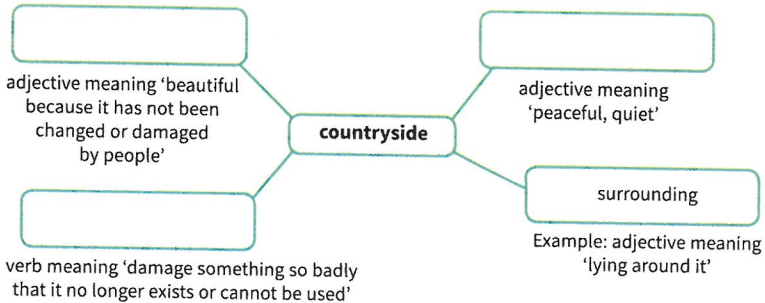 adjective meaning ‘beautiful
because it has not been
changed or damaged
by people’
adjective meaning
‘peaceful, quiet’
countryside
surrounding
Example: adjective meaning
‘lying around it’
verb meaning ‘damage something so badly
that it no longer exists or cannot be used’